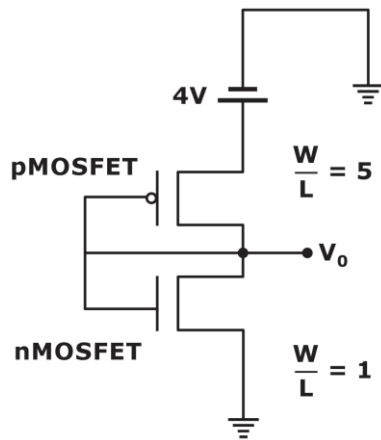 4V
pMOSFET
W
L
= 5
V₀
nMOSFET
W
L
= 1